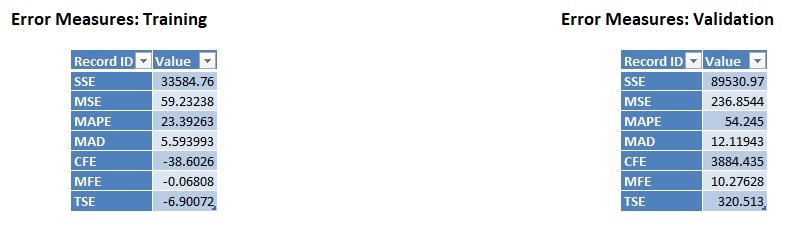 Error Measures: Training
Record ID Value
SSE 33584.76
MSE 59.23238
MAPE 23.39263
MAD 5.593993
CFE -38.6026
MFE -0.06808
TSE -6.90072
Error Measures: Validation
Record ID Value
SSE 89530.97
MSE 236.8544
MAPE 54.245
MAD 12.11943
CFE 3884.435
MFE 10.27628
TSE 320.513